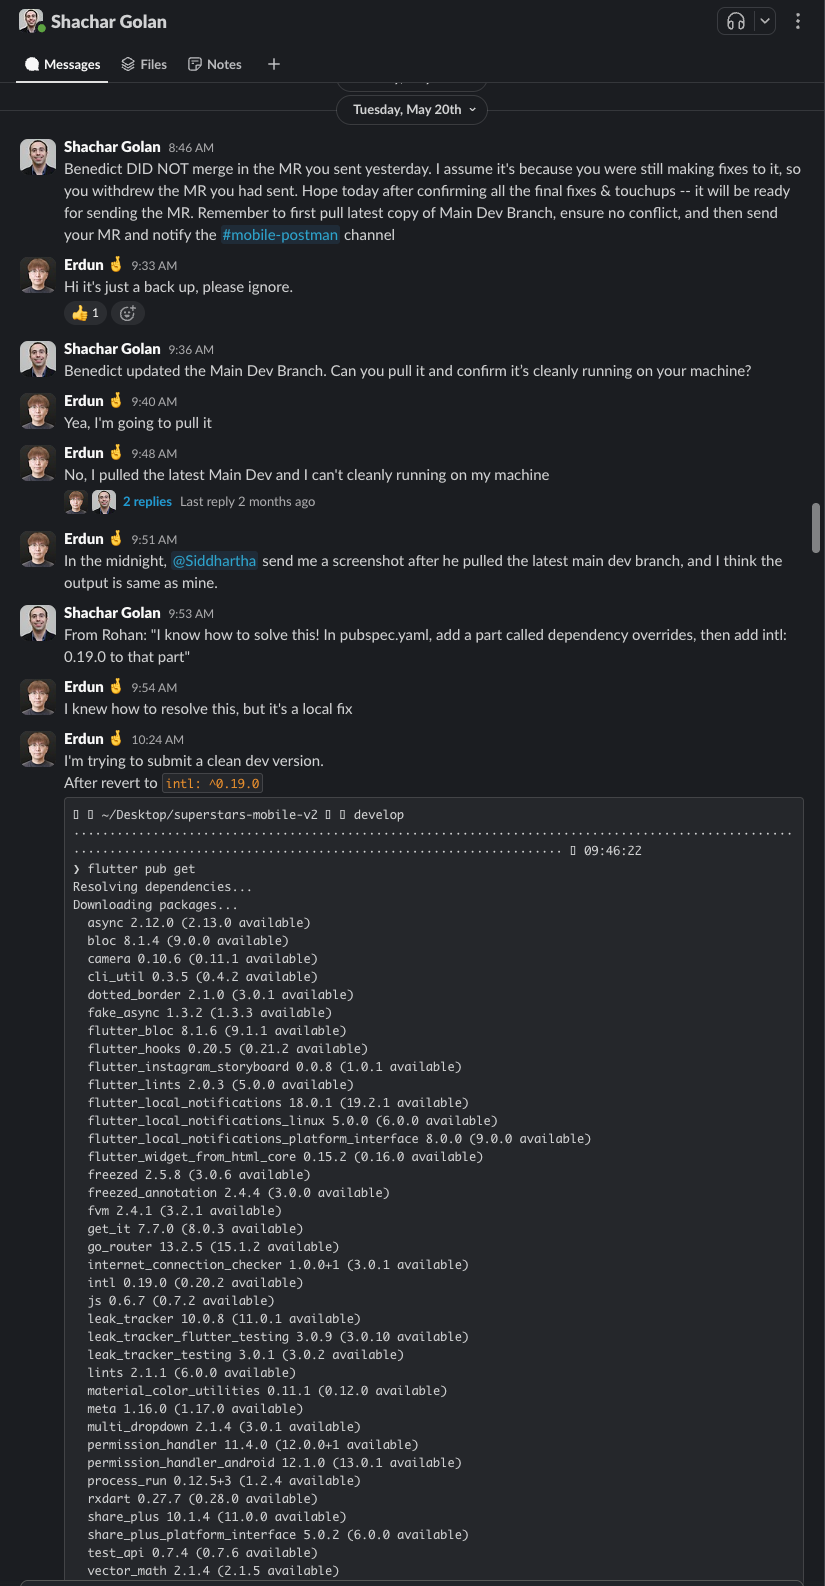 Shachar Golan
Messages
Files
Notes
Tuesday, May 20th
Shachar Golan 8:46 AM
Benedict DID NOT merge in the MR you sent yesterday. I assume it's because you were still making fixes to it, so
you withdrew the MR you had sent. Hope today after confirming all the final fixes & touchups -- it will be ready
for sending the MR. Remember to first pull latest copy of Main Dev Branch, ensure no conflict, and then send
your MR and notify the #mobile-postman channel
Erdun 🤞 9:33 AM
Hi it's just a back up, please ignore.
👍 1
Shachar Golan 9:36 AM
Benedict updated the Main Dev Branch. Can you pull it and confirm it's cleanly running on your machine?
Erdun 🤞 9:40 AM
Yea, I'm going to pull it
Erdun 🤞 9:48 AM
No, I pulled the latest Main Dev and I can't cleanly running on my machine
2 replies Last reply 2 months ago
Erdun 🤞 9:51 AM
In the midnight, @Siddhartha send me a screenshot after he pulled the latest main dev branch, and I think the
output is same as mine.
Shachar Golan 9:53 AM
From Rohan: "I know how to solve this! In pubspec.yaml, add a part called dependency overrides, then add intl:
0.19.0 to that part"
Erdun 🤞 9:54 AM
I knew how to resolve this, but it's a local fix
Erdun 🤞 10:24 AM
I'm trying to submit a clean dev version.
After revert to intl: ^0.19.0
~/Desktop/superstars-mobile-v2 develop
09:46:22
❯ flutter pub get
Resolving dependencies...
Downloading packages...
async 2.12.0 (2.13.0 available)
bloc 8.1.4 (9.0.0 available)
camera 0.10.6 (0.11.1 available)
cli_util 0.3.5 (0.4.2 available)
dotted_border 2.1.0 (3.0.1 available)
fake_async 1.3.2 (1.3.3 available)
flutter_bloc 8.1.6 (9.1.1 available)
flutter_hooks 0.20.5 (0.21.2 available)
flutter_instagram_storyboard 0.0.8 (1.0.1 available)
flutter_lints 2.0.3 (5.0.0 available)
flutter_local_notifications 18.0.1 (19.2.1 available)
flutter_local_notifications_linux 5.0.0 (6.0.0 available)
flutter_local_notifications_platform_interface 8.0.0 (9.0.0 available)
flutter_widget_from_html_core 0.15.2 (0.16.0 available)
freezed 2.5.8 (3.0.6 available)
freezed_annotation 2.4.4 (3.0.0 available)
fvm 2.4.1 (3.2.1 available)
get_it 7.7.0 (8.0.3 available)
go_router 13.2.5 (15.1.2 available)
internet_connection_checker 1.0.0+1 (3.0.1 available)
intl 0.19.0 (0.20.2 available)
js 0.6.7 (0.7.2 available)
leak_tracker 10.0.8 (11.0.1 available)
leak_tracker_flutter_testing 3.0.9 (3.0.10 available)
leak_tracker_testing 3.0.1 (3.0.2 available)
lints 2.1.1 (6.0.0 available)
material_color_utilities 0.11.1 (0.12.0 available)
meta 1.16.0 (1.17.0 available)
multi_dropdown 2.1.4 (3.0.1 available)
permission_handler 11.4.0 (12.0.0+1 available)
permission_handler_android 12.1.0 (13.0.1 available)
process_run 0.12.5+3 (1.2.4 available)
rxdart 0.27.7 (0.28.0 available)
share_plus 10.1.4 (11.0.0 available)
share_plus_platform_interface 5.0.2 (6.0.0 available)
test_api 0.7.4 (0.7.6 available)
vector_math 2.1.4 (2.1.5 available)